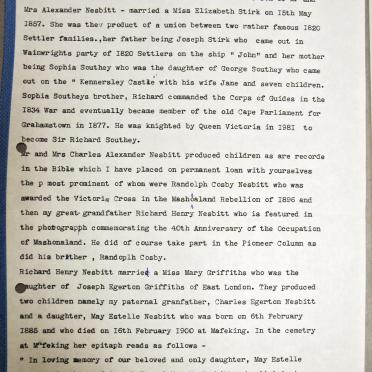 Mrs Alexander Nesbitt - married a Miss Elizabeth Stirk on 15th May
1857. She was the product of a union between two rather famous 1820
Settler families.,her father being Joseph Stirk who came out in
Wainwrights party of 1820 Settlers on the ship " John" and her mother
being Sophia Southey who was the daughter of George Southey who came
out on the " Kennersley Castle" with his wife Jane and seven children.
Sophia Southeys brother, Richard commanded the Corps of Guides in the
1834 War and eventually became member of the old Cape Parliament for
Grahamstown in 1877. He was knighted by Queen Victoria in 1981 to
become Sir Richard Southey.
Mr and Mrs Charles Alexander Nesbitt produced children as are recorde
in the Bible which I have placed on permanent loan with yourselves
the p most prominent of whom were Randolph Cosby Nesbitt who was
awarded the Victoria Cross in the Mashoaland Rebellion of 1896 and
then my great grandfather Richard Henry Nesbitt who is featured in
the photograph commemorating the 40th Anniversary of the Occupation
of Mashonaland. He did of course take part in the Pioneer Column as
did his brither , Randolph Cosby.
Richard Henry Nesbitt married a Miss Mary Griffiths who was the
daughter of Joseph Egerton Griffiths of East London. They produced
two children namely my paternal granfather, Charles Egerton Nesbitt
and a daughter, May Estelle Nesbitt who was born on 6th February
1885 and who died on 16th February 1900 at Mafeking. In the cemetry
at Mafeking her epitaph reads as follows -
" In loving memory of our beloved and only daughter, May Estelle